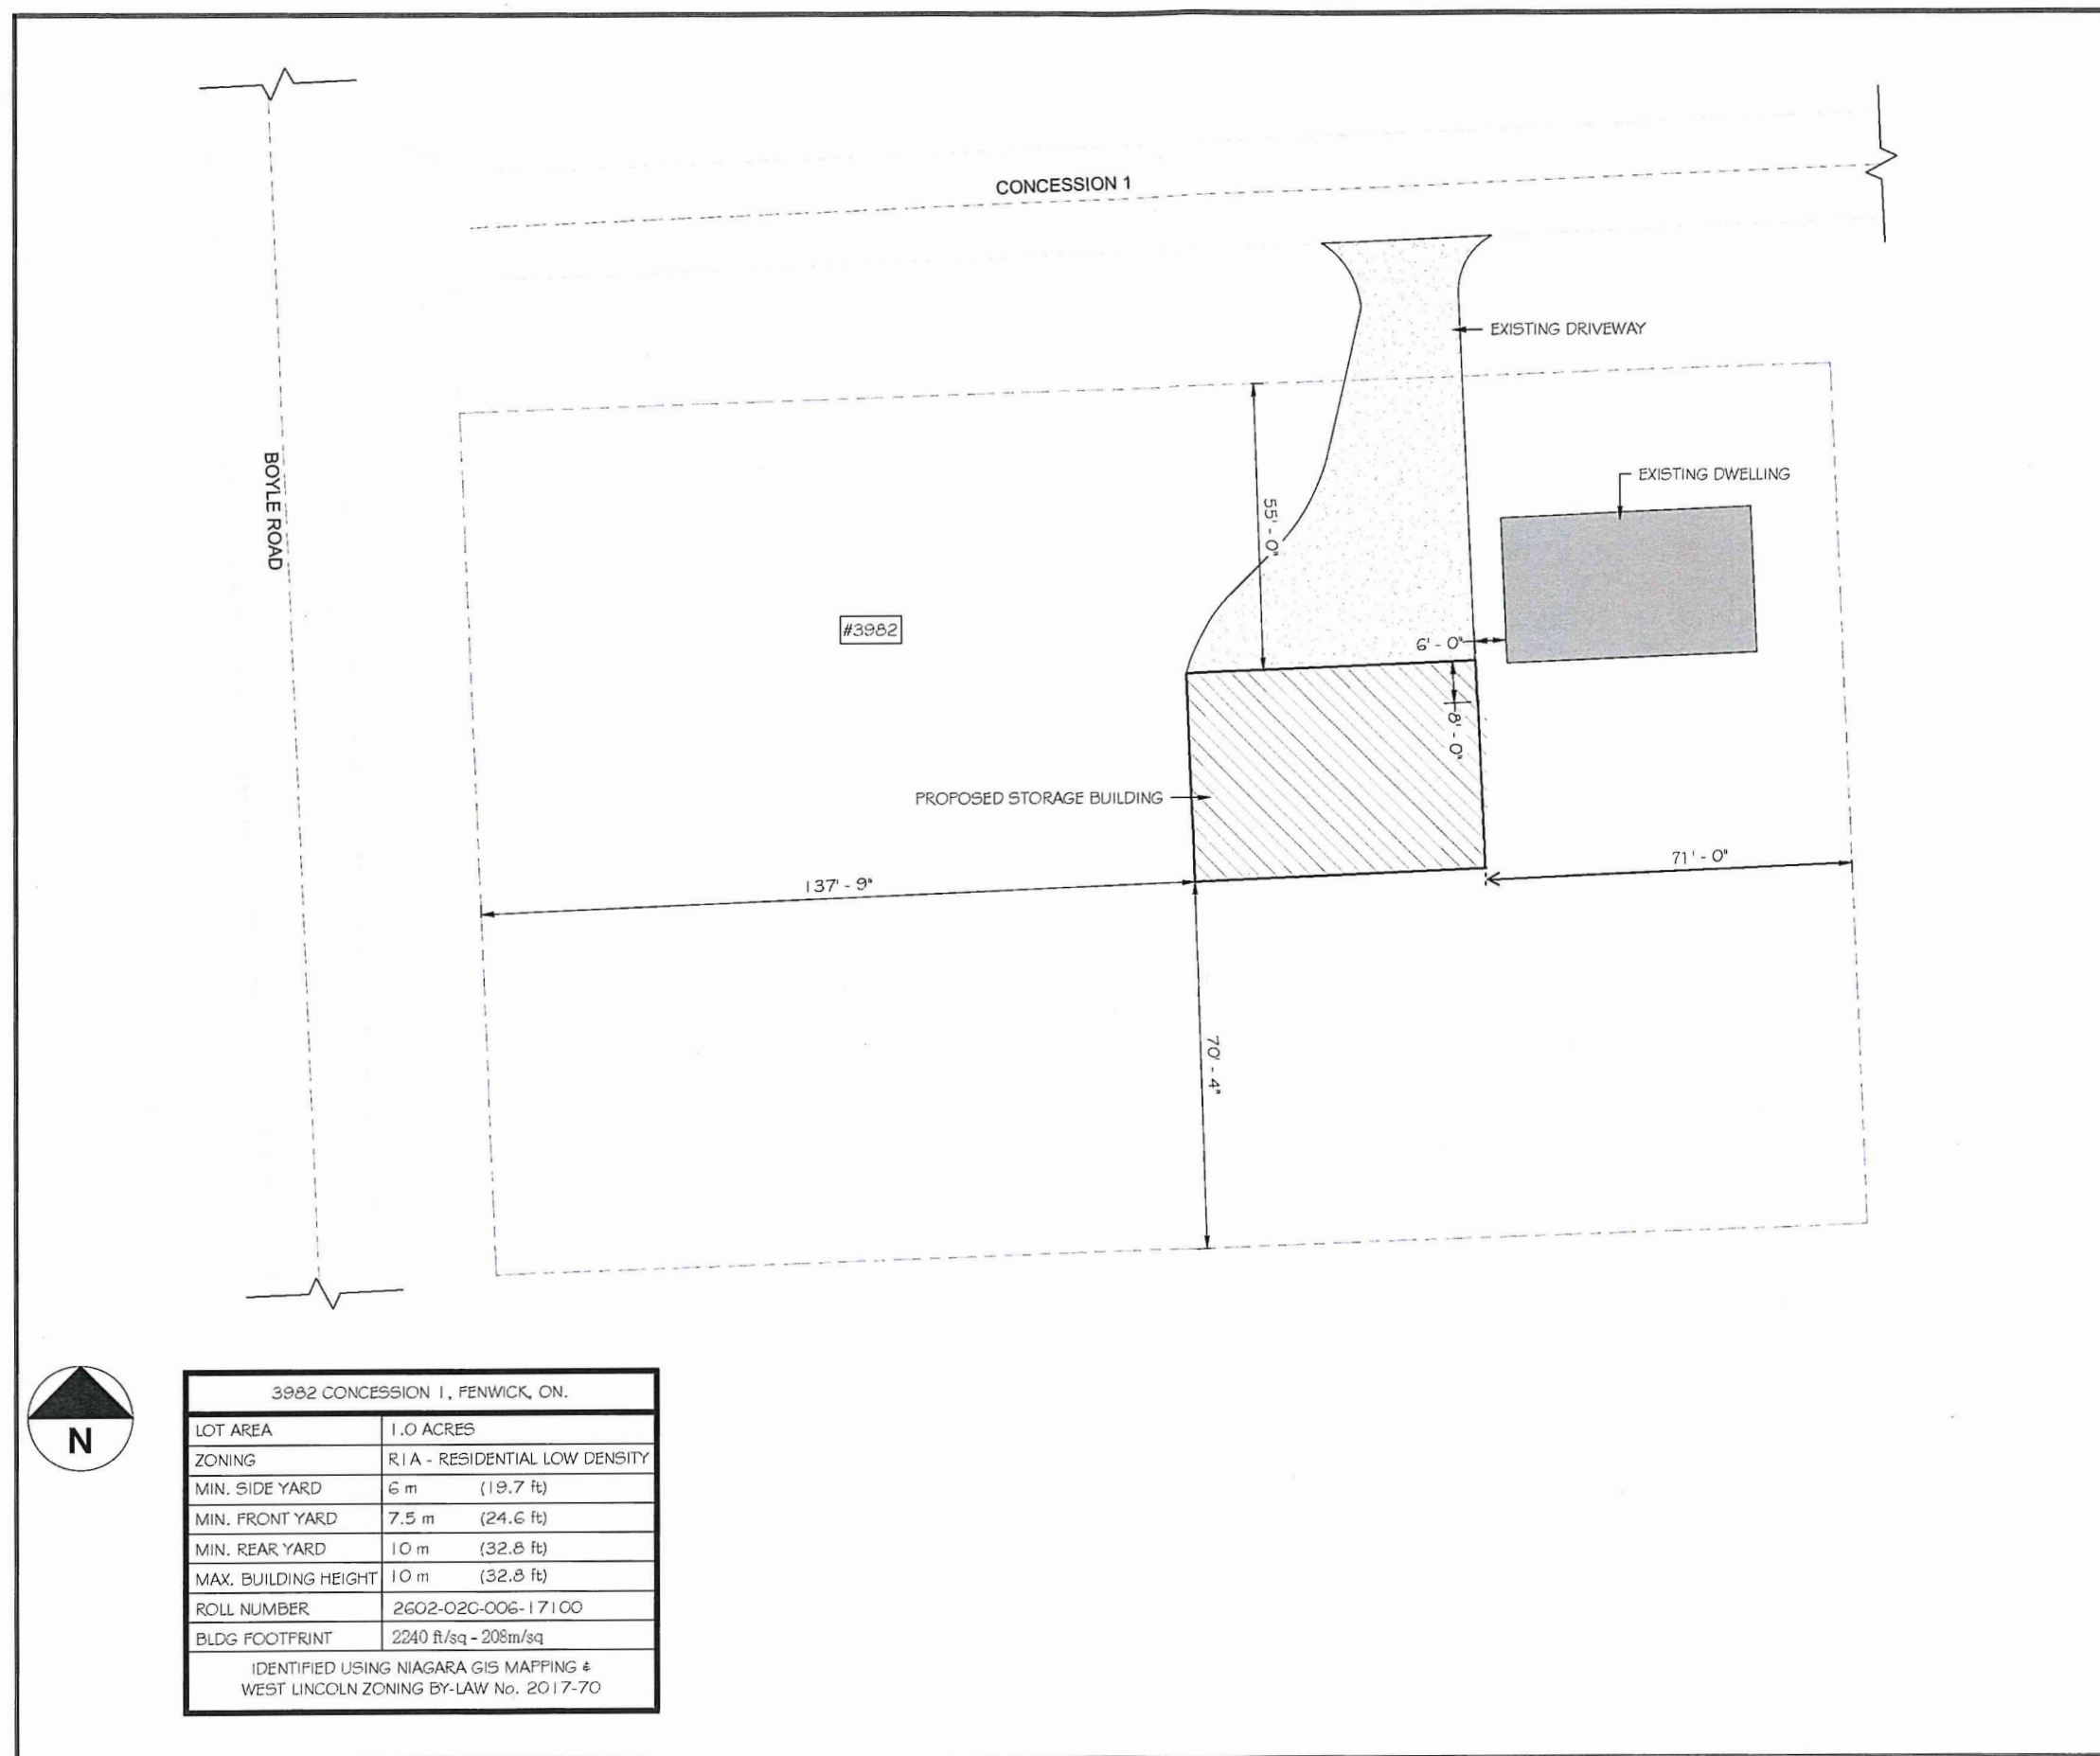 CONCESSION 1
EXISTING DRIVEWAY
BOYLE ROAD
EXISTING DWELLING
55' - 0"
#3982
6' - 0"
8' - 0"
PROPOSED STORAGE BUILDING
71' - 0"
137' - 9"
70' - 4"
N
3982 CONCESSION 1, FENWICK, ON.
LOT AREA 1.0 ACRES
ZONING R1A - RESIDENTIAL LOW DENSITY
MIN. SIDE YARD 6 m (19.7 ft)
MIN. FRONT YARD 7.5 m (24.6 ft)
MIN. REAR YARD 10 m (32.8 ft)
MAX. BUILDING HEIGHT 10 m (32.8 ft)
ROLL NUMBER 2602-020-006-17100
BLDG FOOTPRINT 2240 ft/sq - 208m/sq
IDENTIFIED USING NIAGARA GIS MAPPING &
WEST LINCOLN ZONING BY-LAW No. 2017-70